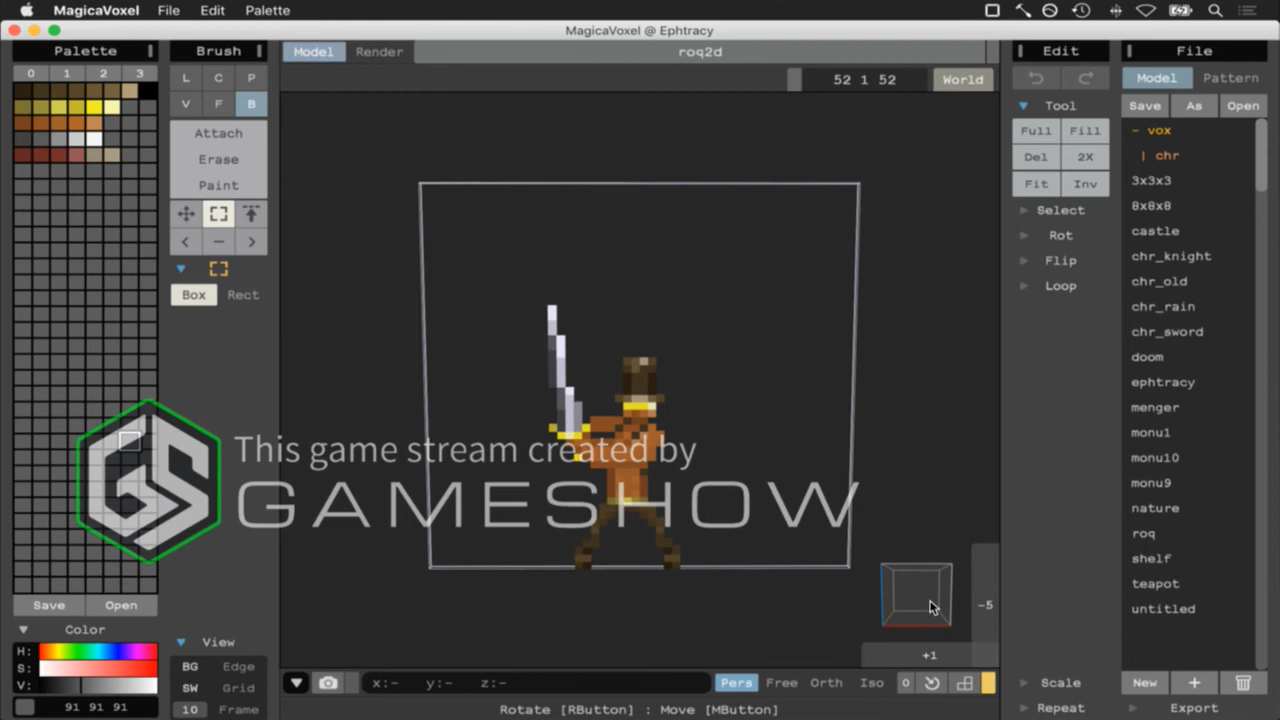 MagicaVoxel File Edit Palette
MagicaVoxel @ Ephtracy
Palette
0 1 2 3
Save Open
Color
H:
S:
V:
91 91 91
Brush
L C P
V F B
Attach
Erase
Paint
Box Rect
View
BG Edge
SW Grid
10 Frame
Model Render roq2d
52 1 52 World
This game stream created by
GAMESHOW
GS
-5
+1
x:- y:- z:- Pers Free Orth Iso 0
Rotate [RButton] : Move [MButton]
Edit
Tool
Full Fill
Del 2X
Fit Inv
Select
Rot
Flip
Loop
Scale
Repeat
File
Model Pattern
Save As Open
- vox
| chr
3x3x3
8x8x8
castle
chr_knight
chr_old
chr_rain
chr_sword
doom
ephtracy
menger
monu1
monu10
monu9
nature
roq
shelf
teapot
untitled
New +
Export